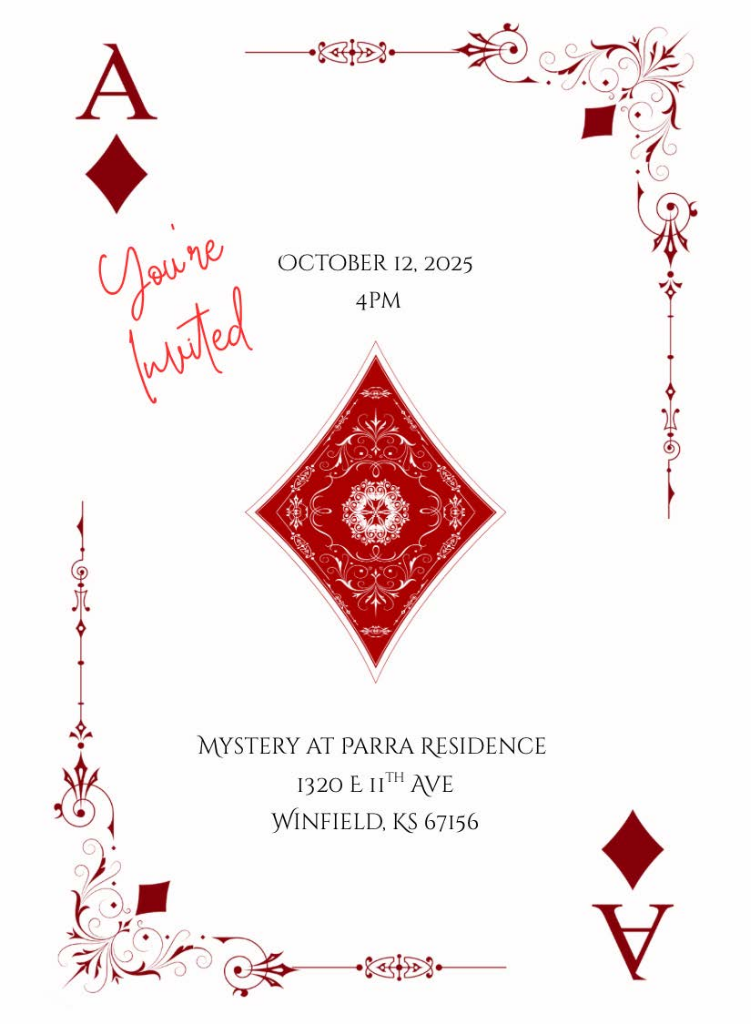 A
You're
Invited
October 12, 2025
4PM
Mystery at Parra Residence
1320 E 11th Ave
Winfield, KS 67156
A